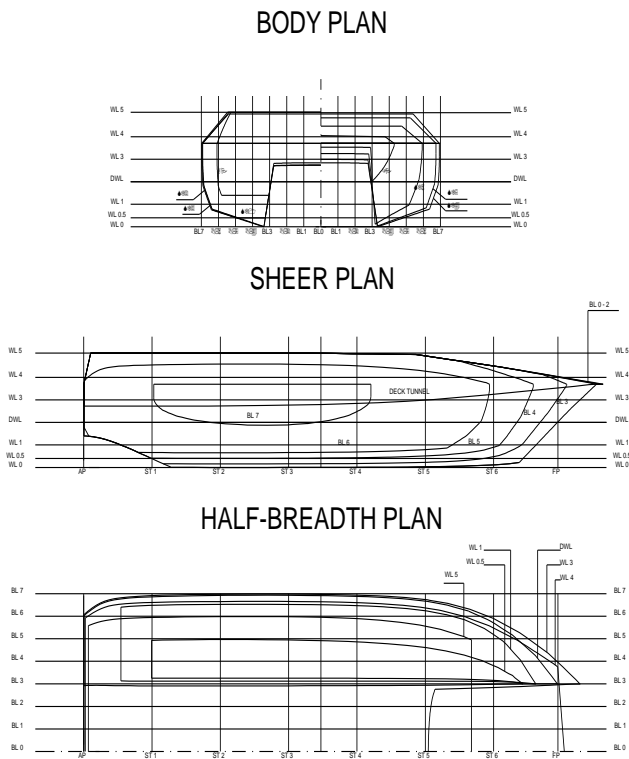 BODY PLAN
WL 5 WL 5
WL 4 WL 4
WL 3 WL 3
DWL DWL
WL 1 WL 1
WL 0.5 WL 0.5
WL 0 WL 0
BL7 BL3 BL1 BL0 BL1 BL3 BL7
SHEER PLAN
BL 0 - 2
WL 5 WL 5
WL 4 WL 4
DECK TUNNEL
WL 3 BL 3 WL 3
BL 7 BL 4
DWL DWL
WL 1 BL 6 BL 5 WL 1
WL 0.5 WL 0.5
WL 0 WL 0
AP ST 1 ST 2 ST 3 ST 4 ST 5 ST 6 FP
HALF-BREADTH PLAN
WL 1 DWL
WL 0.5 WL 3
WL 5 WL 4
BL 7 BL 7
BL 6 BL 6
BL 5 BL 5
BL 4 BL 4
BL 3 BL 3
BL 2 BL 2
BL 1 BL 1
BL 0 BL 0
AP ST 1 ST 2 ST 3 ST 4 ST 5 ST 6 FP